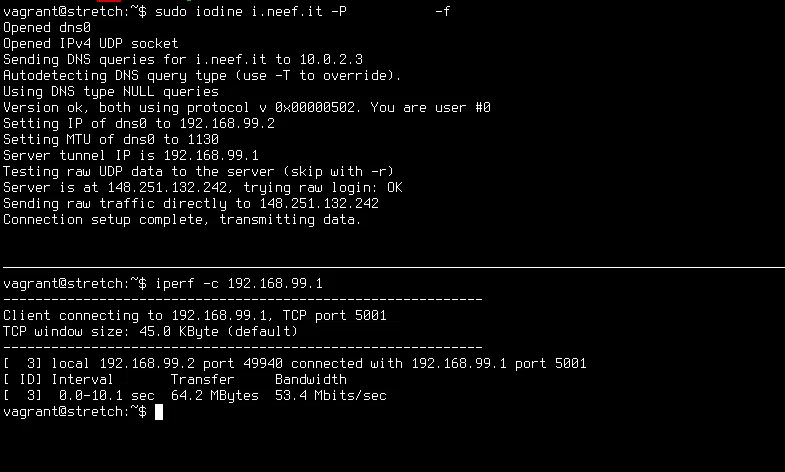 vagrant@stretch:~$ sudo iodine i.neef.it -P -f
Opened dns0
Opened IPv4 UDP socket
Sending DNS queries for i.neef.it to 10.0.2.3
Autodetecting DNS query type (use -T to override).
Using DNS type NULL queries
Version ok, both using protocol v 0x00000502. You are user #0
Setting IP of dns0 to 192.168.99.2
Setting MTU of dns0 to 1130
Server tunnel IP is 192.168.99.1
Testing raw UDP data to the server (skip with -r)
Server is at 148.251.132.242, trying raw login: OK
Sending raw traffic directly to 148.251.132.242
Connection setup complete, transmitting data.
vagrant@stretch:~$ iperf -c 192.168.99.1
------------------------------------------------------------
Client connecting to 192.168.99.1, TCP port 5001
TCP window size: 45.0 KByte (default)
------------------------------------------------------------
[  3] local 192.168.99.2 port 49940 connected with 192.168.99.1 port 5001
[ ID] Interval       Transfer     Bandwidth
[  3]  0.0-10.1 sec  64.2 MBytes  53.4 Mbits/sec
vagrant@stretch:~$